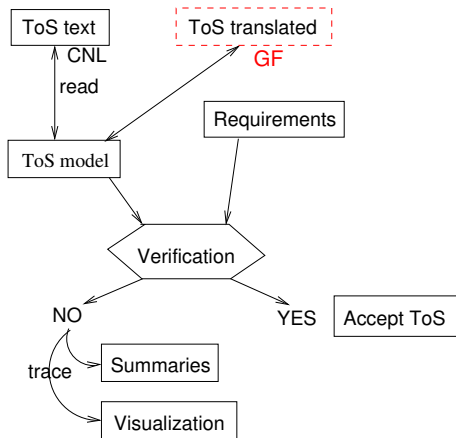 ToS text
ToS translated
CNL
GF
read
Requirements
ToS model
Verification
NO
YES
Accept ToS
trace
Summaries
Visualization